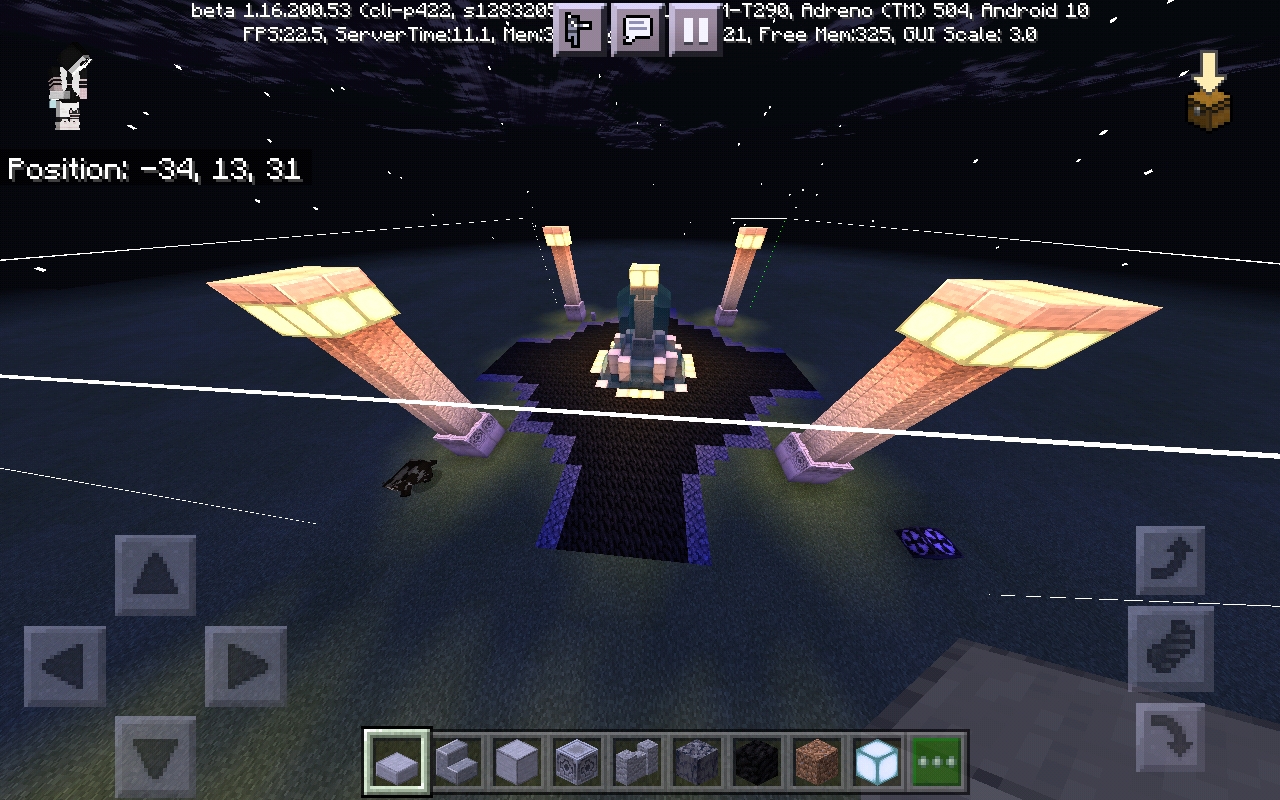 beta 1.16.200.53 (cli-p422, s1283205 -T290, Adreno (TM) 504, Android 10
FPS:22.5, ServerTime:11.1, Mem:3 21, Free Mem:325, GUI Scale: 3.0
Position: -34, 13, 31